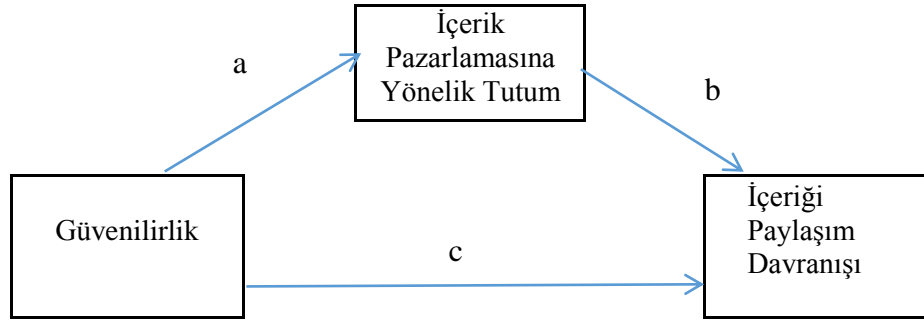 İçerik
Pazarlamasına
Yönelik Tutum
a
b
Güvenilirlik
İçeriği
Paylaşım
Davranışı
c